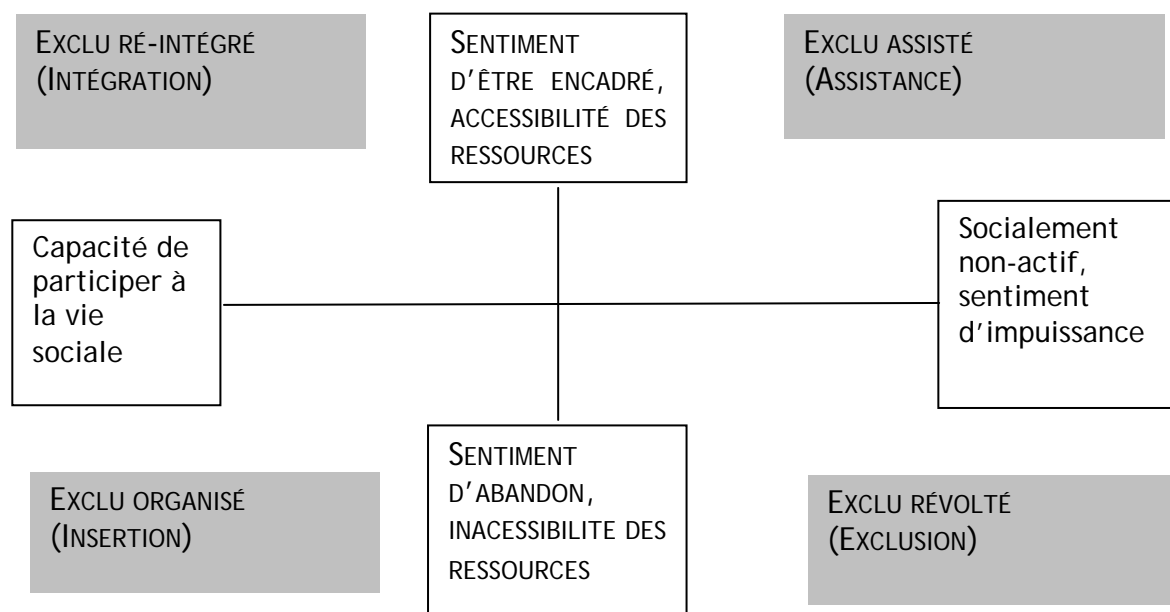 EXCLU RÉ-INTÉGRÉ
(INTÉGRATION)
SENTIMENT
D'ÊTRE ENCADRÉ,
ACCESSIBILITÉ DES
RESSOURCES
EXCLU ASSISTÉ
(ASSISTANCE)
Capacité de
participer à
la vie
sociale
Socialement
non-actif,
sentiment
d'impuissance
EXCLU ORGANISÉ
(INSERTION)
SENTIMENT
D'ABANDON,
INACESSIBILITE DES
RESSOURCES
EXCLU RÉVOLTÉ
(EXCLUSION)